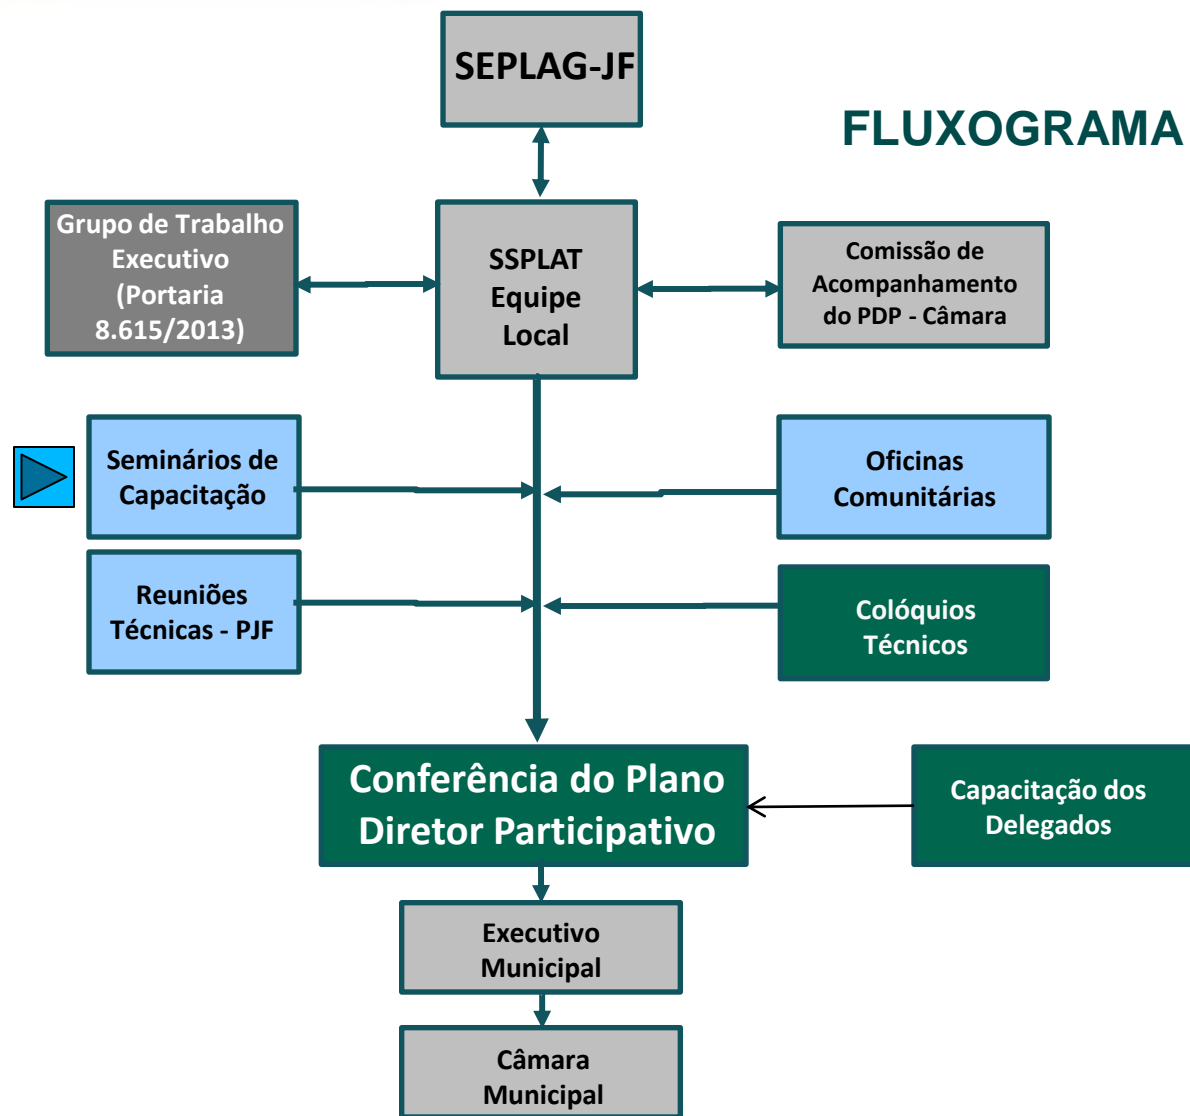 SEPLAG-JF
FLUXOGRAMA
Grupo de Trabalho
Executivo
(Portaria
8.615/2013)
SSPLAT
Equipe
Local
Comissão de
Acompanhamento
do PDP - Câmara
Seminários de
Capacitação
Oficinas
Comunitárias
Reuniões
Técnicas - PJF
Colóquios
Técnicos
Conferência do Plano
Diretor Participativo
Capacitação dos
Delegados
Executivo
Municipal
Câmara
Municipal